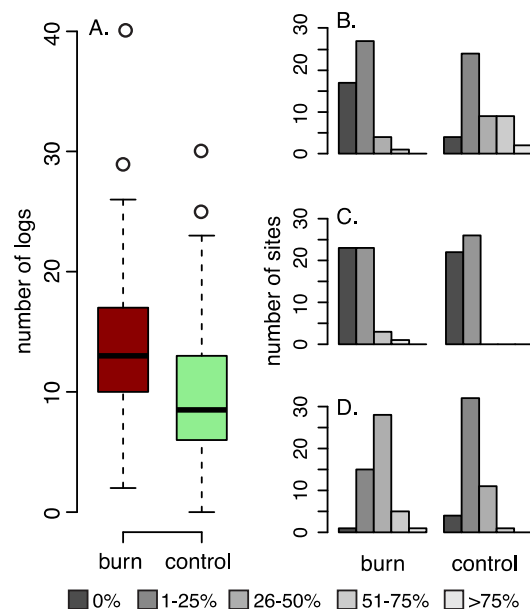 A.
number of logs
0 10 20 30 40
burn control
B.
0 10 20 30
C.
0 10 20 30
number of sites
D.
0 10 20 30
burn control
0% 1-25% 26-50% 51-75% >75%